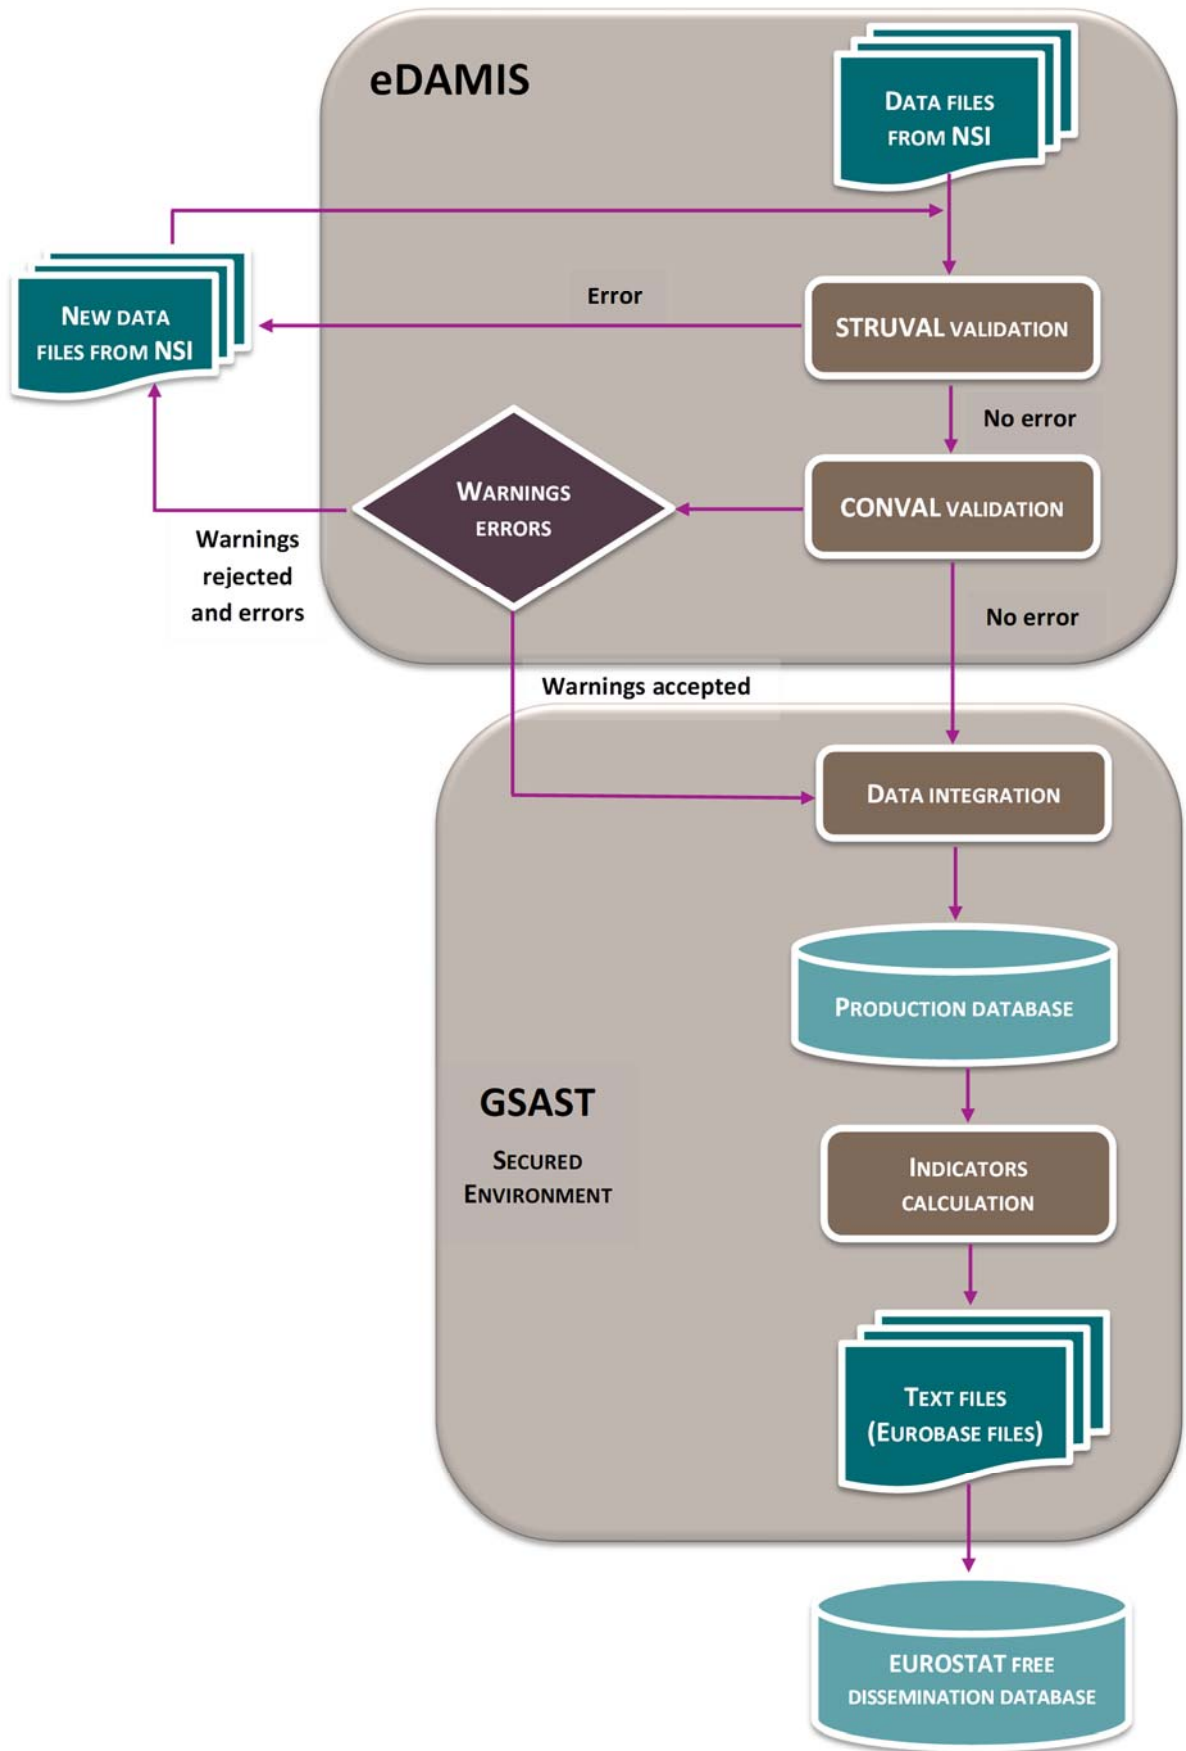 eDAMIS
DATA FILES
FROM NSI
NEW DATA
FILES FROM NSI
Error
STRUVAL VALIDATION
No error
WARNINGS
ERRORS
CONVAL VALIDATION
Warnings
rejected
and errors
No error
Warnings accepted
DATA INTEGRATION
PRODUCTION DATABASE
GSAST
SECURED
ENVIRONMENT
INDICATORS
CALCULATION
TEXT FILES
(EUROBASE FILES)
EUROSTAT FREE
DISSEMINATION DATABASE